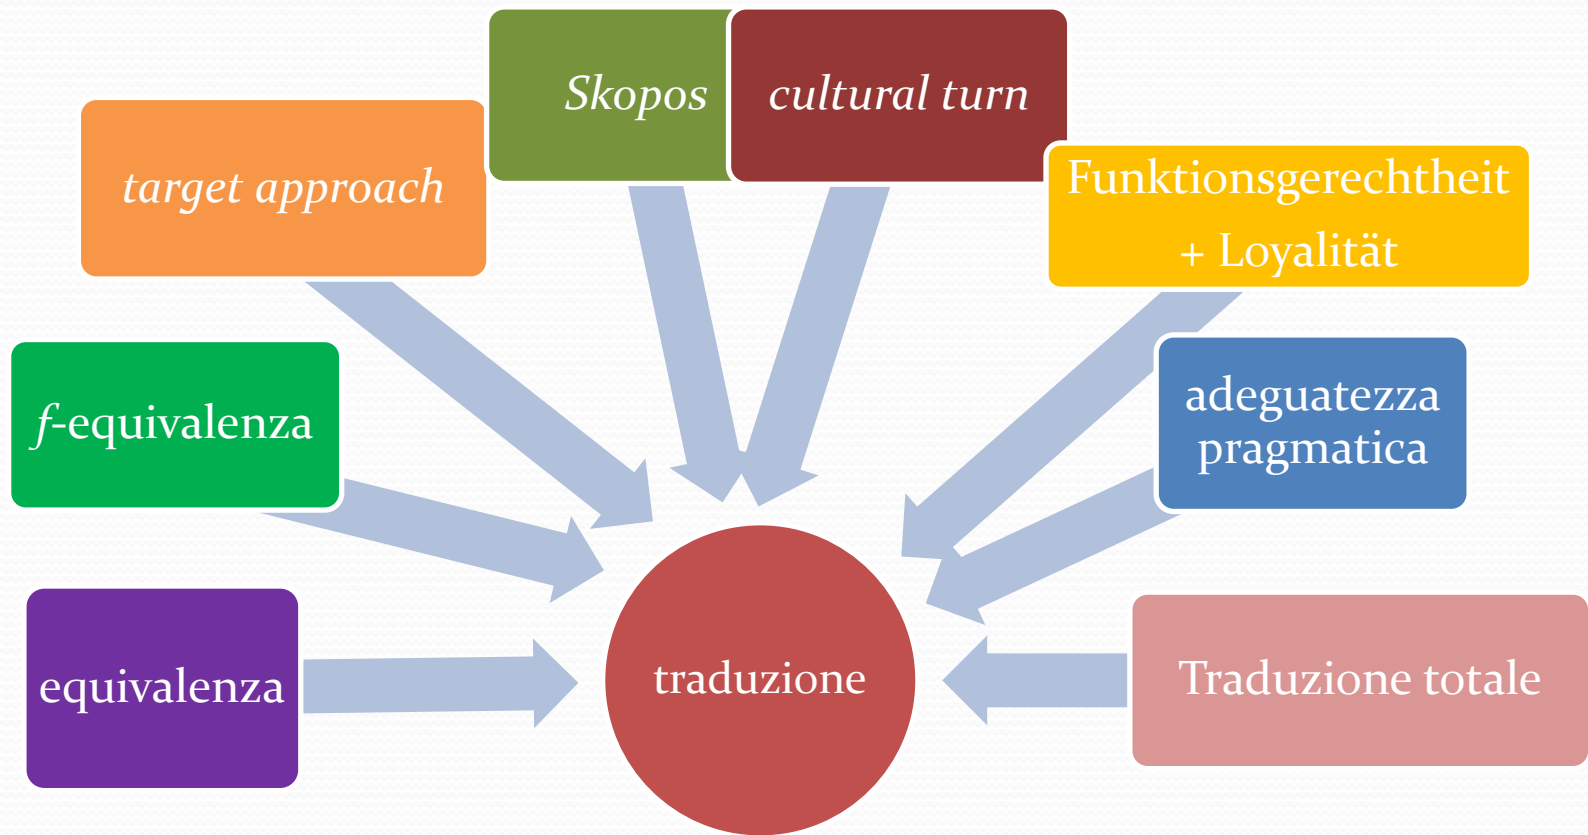 Skopos
cultural turn
target approach
Funktionsgerechtheit
+ Loyalität
f-equivalenza
adeguatezza
pragmatica
equivalenza
traduzione
Traduzione totale